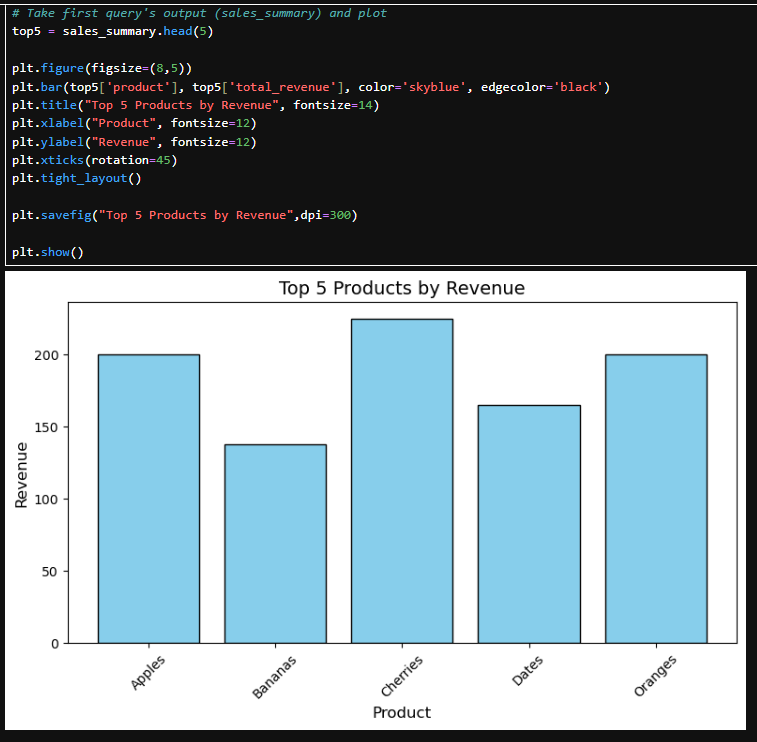 # Take first query's output (sales_summary) and plot
top5 = sales_summary.head(5)
plt.figure(figsize=(8,5))
plt.bar(top5['product'], top5['total_revenue'], color='skyblue', edgecolor='black')
plt.title("Top 5 Products by Revenue", fontsize=14)
plt.xlabel("Product", fontsize=12)
plt.ylabel("Revenue", fontsize=12)
plt.xticks(rotation=45)
plt.tight_layout()
plt.savefig("Top 5 Products by Revenue",dpi=300)
plt.show()
Top 5 Products by Revenue
Revenue
200
150
100
50
0
Apples
Bananas
Cherries
Dates
Oranges
Product